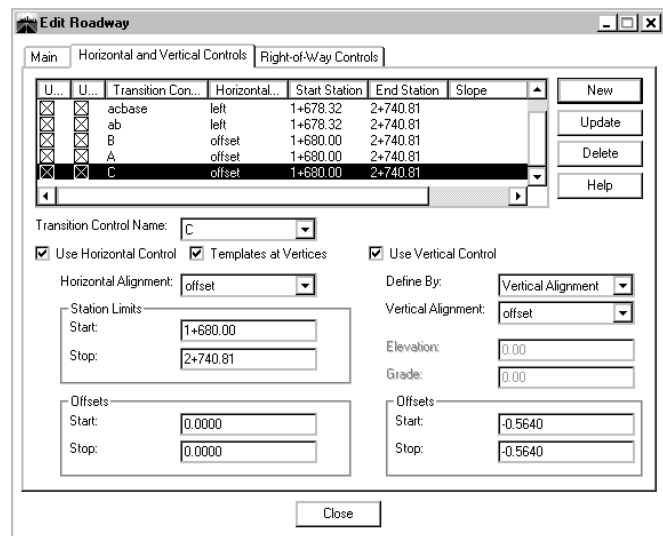 Edit Roadway
Main Horizontal and Vertical Controls Right-of-Way Controls
U... U... Transition Con... Horizontal... Start Station End Station Slope
acbase left 1+678.32 2+740.81
ab left 1+678.32 2+740.81
B offset 1+680.00 2+740.81
A offset 1+680.00 2+740.81
C offset 1+680.00 2+740.81
New
Update
Delete
Help
Transition Control Name: C
Use Horizontal Control Templates at Vertices Use Vertical Control
Horizontal Alignment: offset Define By: Vertical Alignment
Station Limits Vertical Alignment: offset
Start: 1+680.00
Stop: 2+740.81 Elevation: 0.00
Grade: 0.00
Offsets Offsets
Start: 0.0000 Start: -0.5640
Stop: 0.0000 Stop: -0.5640
Close